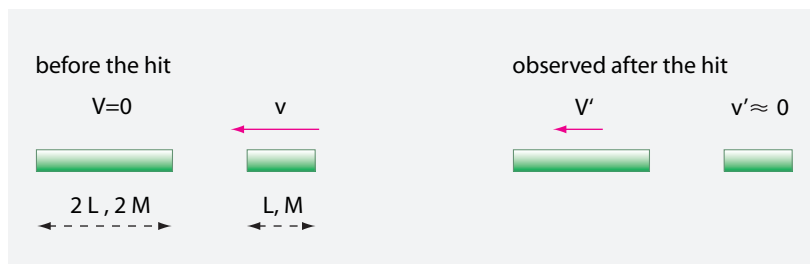 before the hit
V=0
v
2 L , 2 M
L, M
observed after the hit
V‘
v’≈ 0